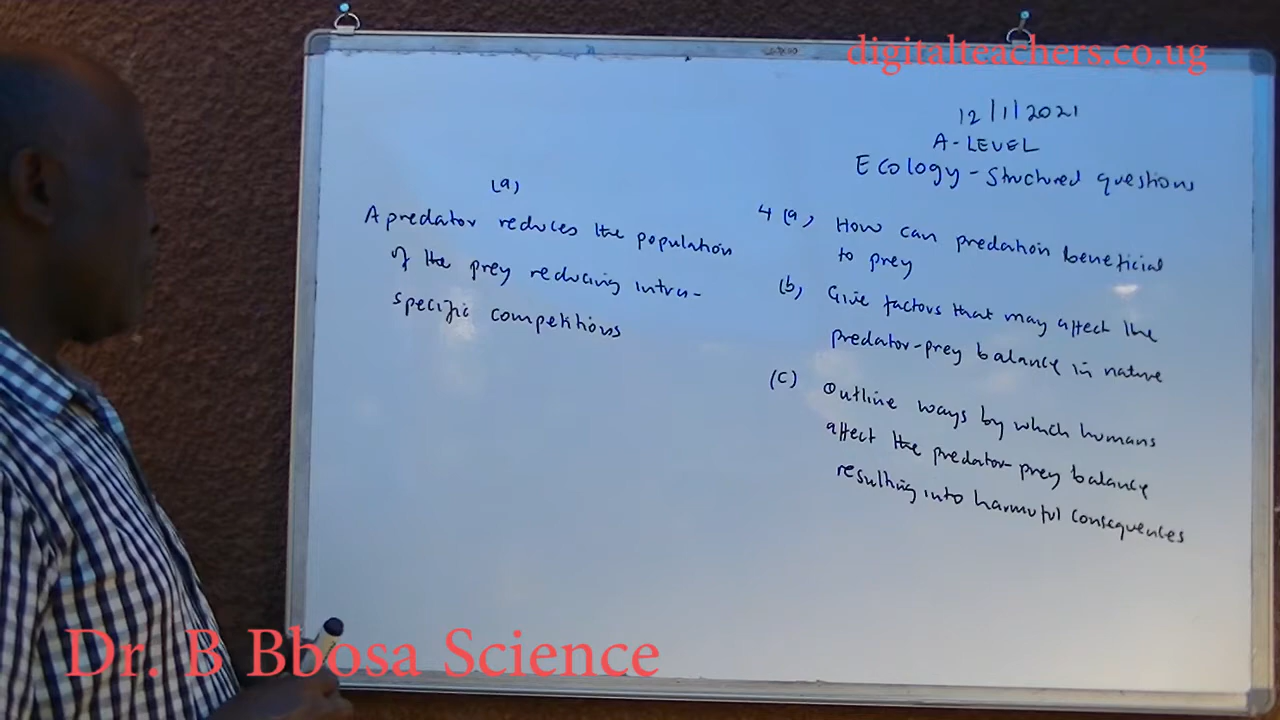 digitalteachers.co.ug
12/1/2021
A-LEVEL
Ecology - Structured questions
(a)
A predator reduces the population
of the prey reducing intra-
specific competitions
4 (a) How can predation beneficial
to prey
(b) Give factors that may affect the
predator-prey balance in nature
(c) Outline ways by which humans
affect the predator-prey balance
resulting into harmful consequences
Dr. B Bbosa Science